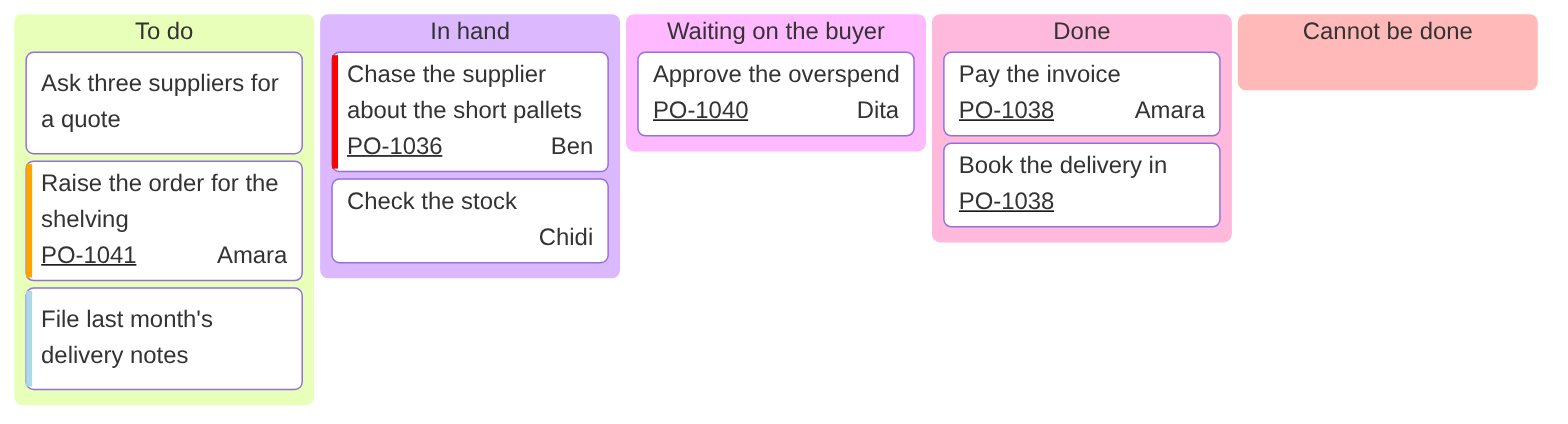 To do
Ask three suppliers for
a quote
Raise the order for the
shelving
PO-1041 Amara
File last month's
delivery notes
In hand
Chase the supplier
about the short pallets
PO-1036 Ben
Check the stock
Chidi
Waiting on the buyer
Approve the overspend
PO-1040 Dita
Done
Pay the invoice
PO-1038 Amara
Book the delivery in
PO-1038
Cannot be done